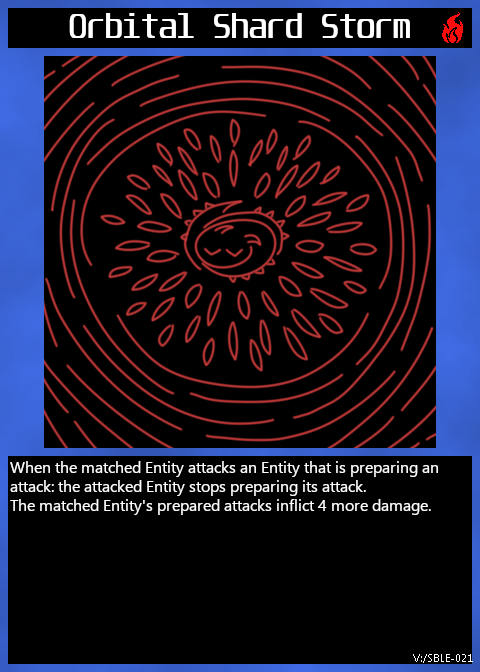 Orbital Shard Storm
When the matched Entity attacks an Entity that is preparing an
attack: the attacked Entity stops preparing its attack.
The matched Entity's prepared attacks inflict 4 more damage.
V:/SBLE-021